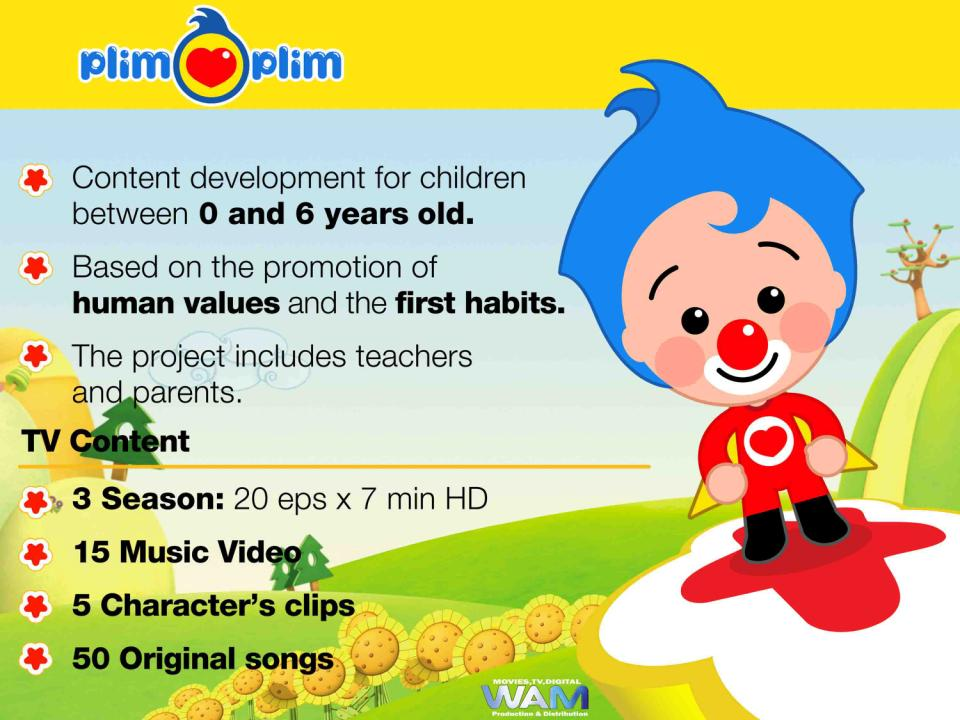 plim plim
Content development for children
between 0 and 6 years old.
Based on the promotion of
human values and the first habits.
The project includes teachers
and parents.
TV Content
3 Season: 20 eps x 7 min HD
15 Music Video
5 Character's clips
50 Original songs
MOVIES,TV,DIGITAL
WAM
Production & Distribution